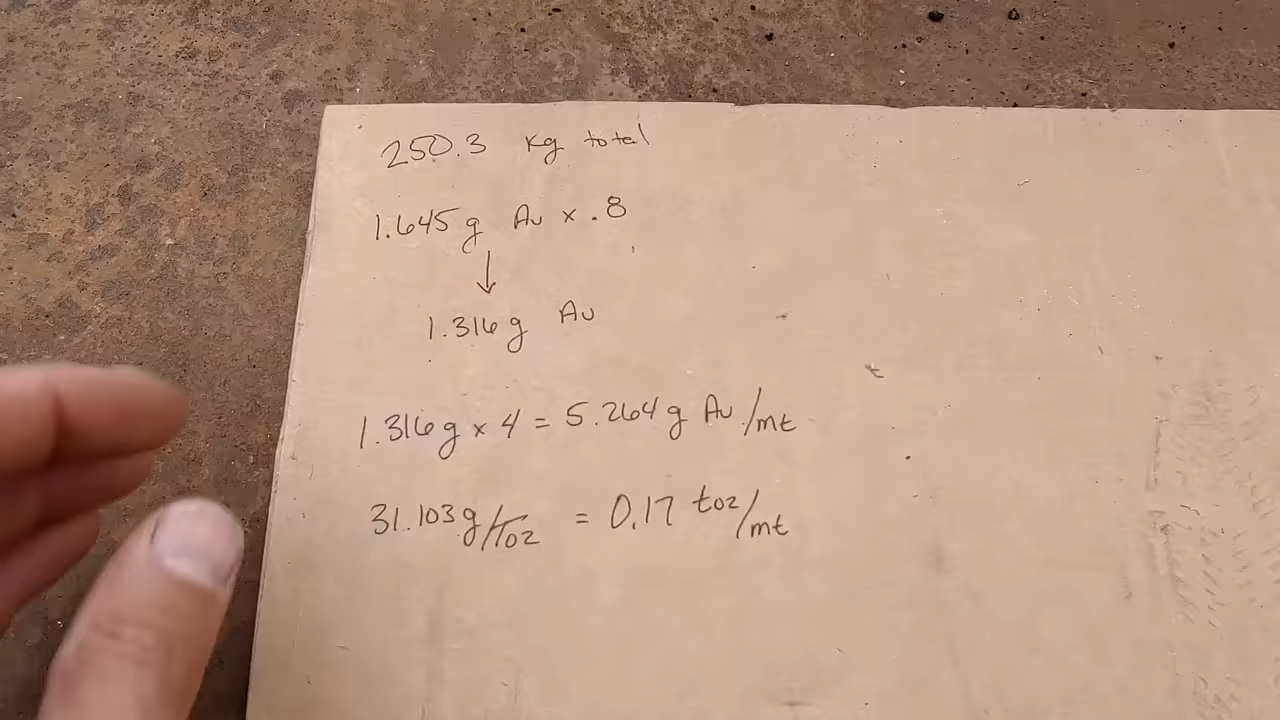 250.3 Kg total
1.645g Au x .8
↓
1.316g Au
1.316g x 4 = 5.264g Au/mt
31.103g/Toz = 0.17 toz/mt